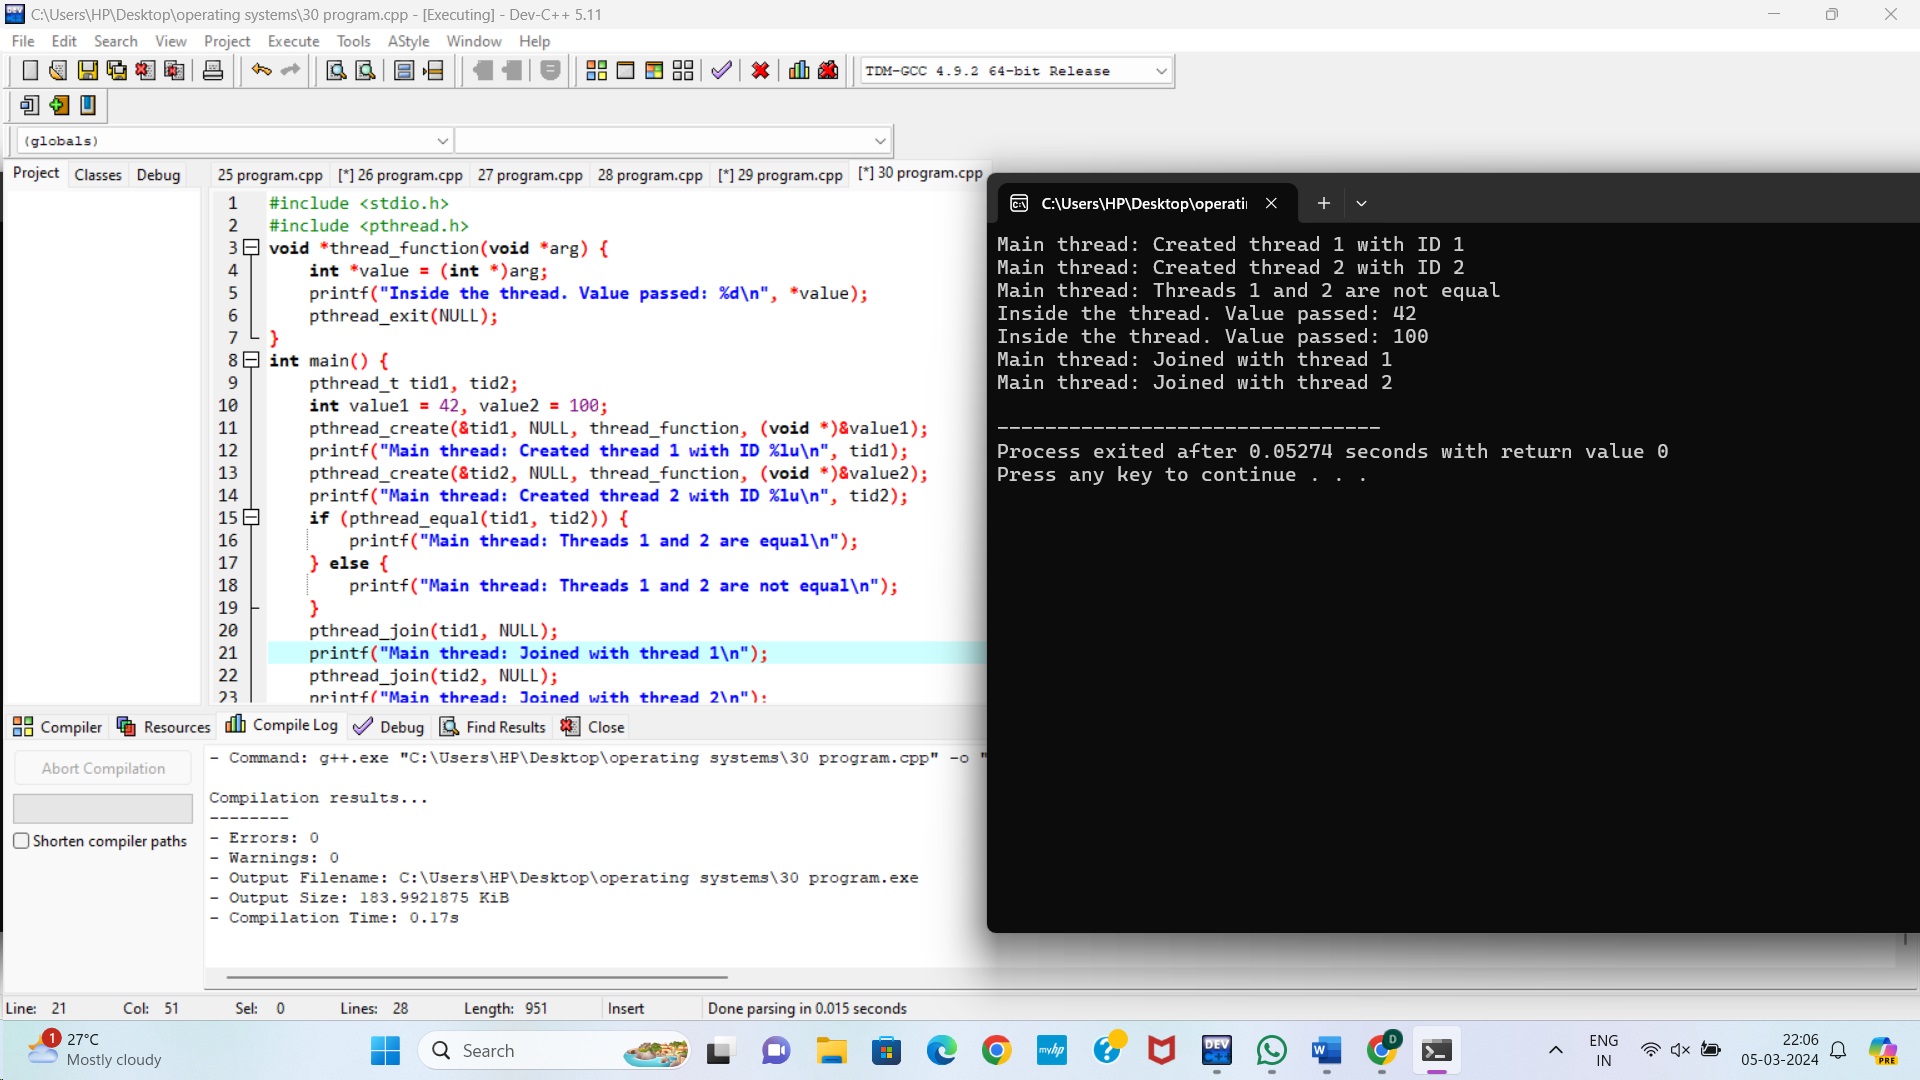 C:\Users\HP\Desktop\operating systems\30 program.cpp - [Executing] - Dev-C++ 5.11
File Edit Search View Project Execute Tools AStyle Window Help
TDM-GCC 4.9.2 64-bit Release
(globals)
Project Classes Debug
25 program.cpp [*] 26 program.cpp 27 program.cpp 28 program.cpp [*] 29 program.cpp [*] 30 program.cpp
1 #include <stdio.h>
2 #include <pthread.h>
3 void *thread_function(void *arg) {
4 int *value = (int *)arg;
5 printf("Inside the thread. Value passed: %d\n", *value);
6 pthread_exit(NULL);
7 }
8 int main() {
9 pthread_t tid1, tid2;
10 int value1 = 42, value2 = 100;
11 pthread_create(&tid1, NULL, thread_function, (void *)&value1);
12 printf("Main thread: Created thread 1 with ID %lu\n", tid1);
13 pthread_create(&tid2, NULL, thread_function, (void *)&value2);
14 printf("Main thread: Created thread 2 with ID %lu\n", tid2);
15 if (pthread_equal(tid1, tid2)) {
16 printf("Main thread: Threads 1 and 2 are equal\n");
17 } else {
18 printf("Main thread: Threads 1 and 2 are not equal\n");
19 }
20 pthread_join(tid1, NULL);
21 printf("Main thread: Joined with thread 1\n");
22 pthread_join(tid2, NULL);
23 printf("Main thread: Joined with thread 2\n");
C:\Users\HP\Desktop\operati
Main thread: Created thread 1 with ID 1
Main thread: Created thread 2 with ID 2
Main thread: Threads 1 and 2 are not equal
Inside the thread. Value passed: 42
Inside the thread. Value passed: 100
Main thread: Joined with thread 1
Main thread: Joined with thread 2
--------------------------------
Process exited after 0.05274 seconds with return value 0
Press any key to continue . . .
Compiler Resources Compile Log Debug Find Results Close
Abort Compilation
Shorten compiler paths
- Command: g++.exe "C:\Users\HP\Desktop\operating systems\30 program.cpp" -o "
Compilation results...
--------
- Errors: 0
- Warnings: 0
- Output Filename: C:\Users\HP\Desktop\operating systems\30 program.exe
- Output Size: 183.9921875 KiB
- Compilation Time: 0.17s
Line: 21 Col: 51 Sel: 0 Lines: 28 Length: 951 Insert Done parsing in 0.015 seconds
1
27°C
Mostly cloudy
Search
myhp
DEV
W
D
ENG
IN
22:06
05-03-2024
PRE